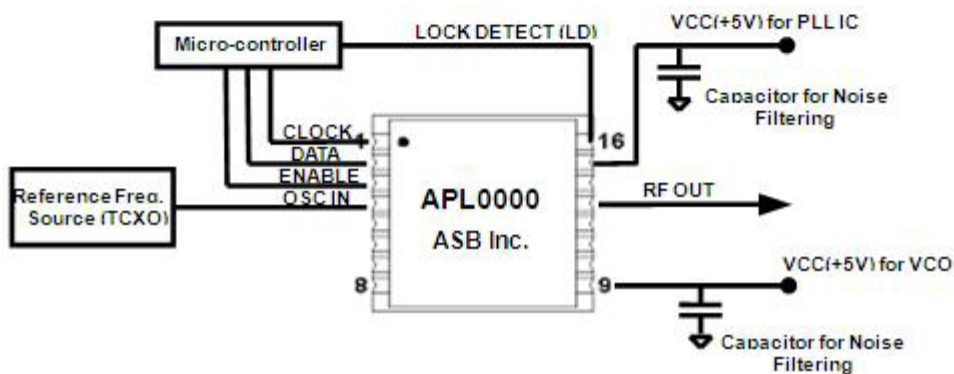 VCC(+5V) for PLL IC
Micro-controller
LOCK DETECT (LD)
Capacitor for Noise
Filtering
CLOCK
1
16
DATA
ENABLE
OSC IN
Reference Freq.
Source (TCXO)
APL0000
ASB Inc.
RF OUT
8
9
VCC(+5V) for VCO
Capacitor for Noise
Filtering